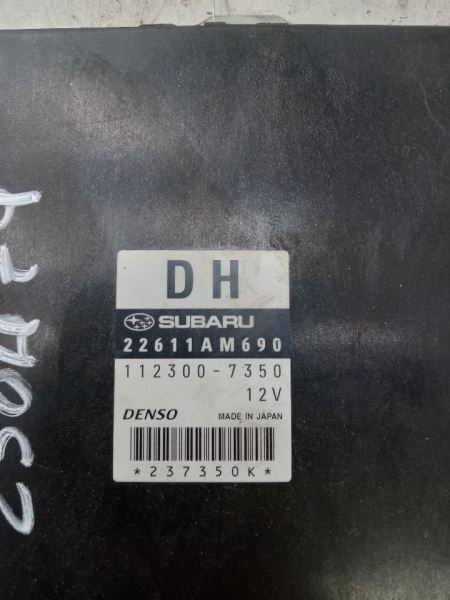 DH
SUBARU
22611AM690
112300-7350
12V
DENSO MADE IN JAPAN
*237350K*